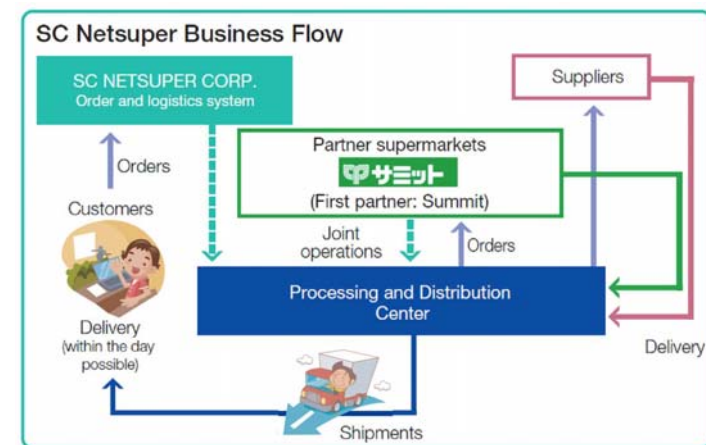 SC Netsuper Business Flow
SC NETSUPER CORP.
Order and logistics system
Suppliers
Orders
Partner supermarkets
サミット
(First partner: Summit)
Customers
Joint
operations
Orders
Processing and Distribution
Center
Delivery
(within the day
possible)
Delivery
Shipments